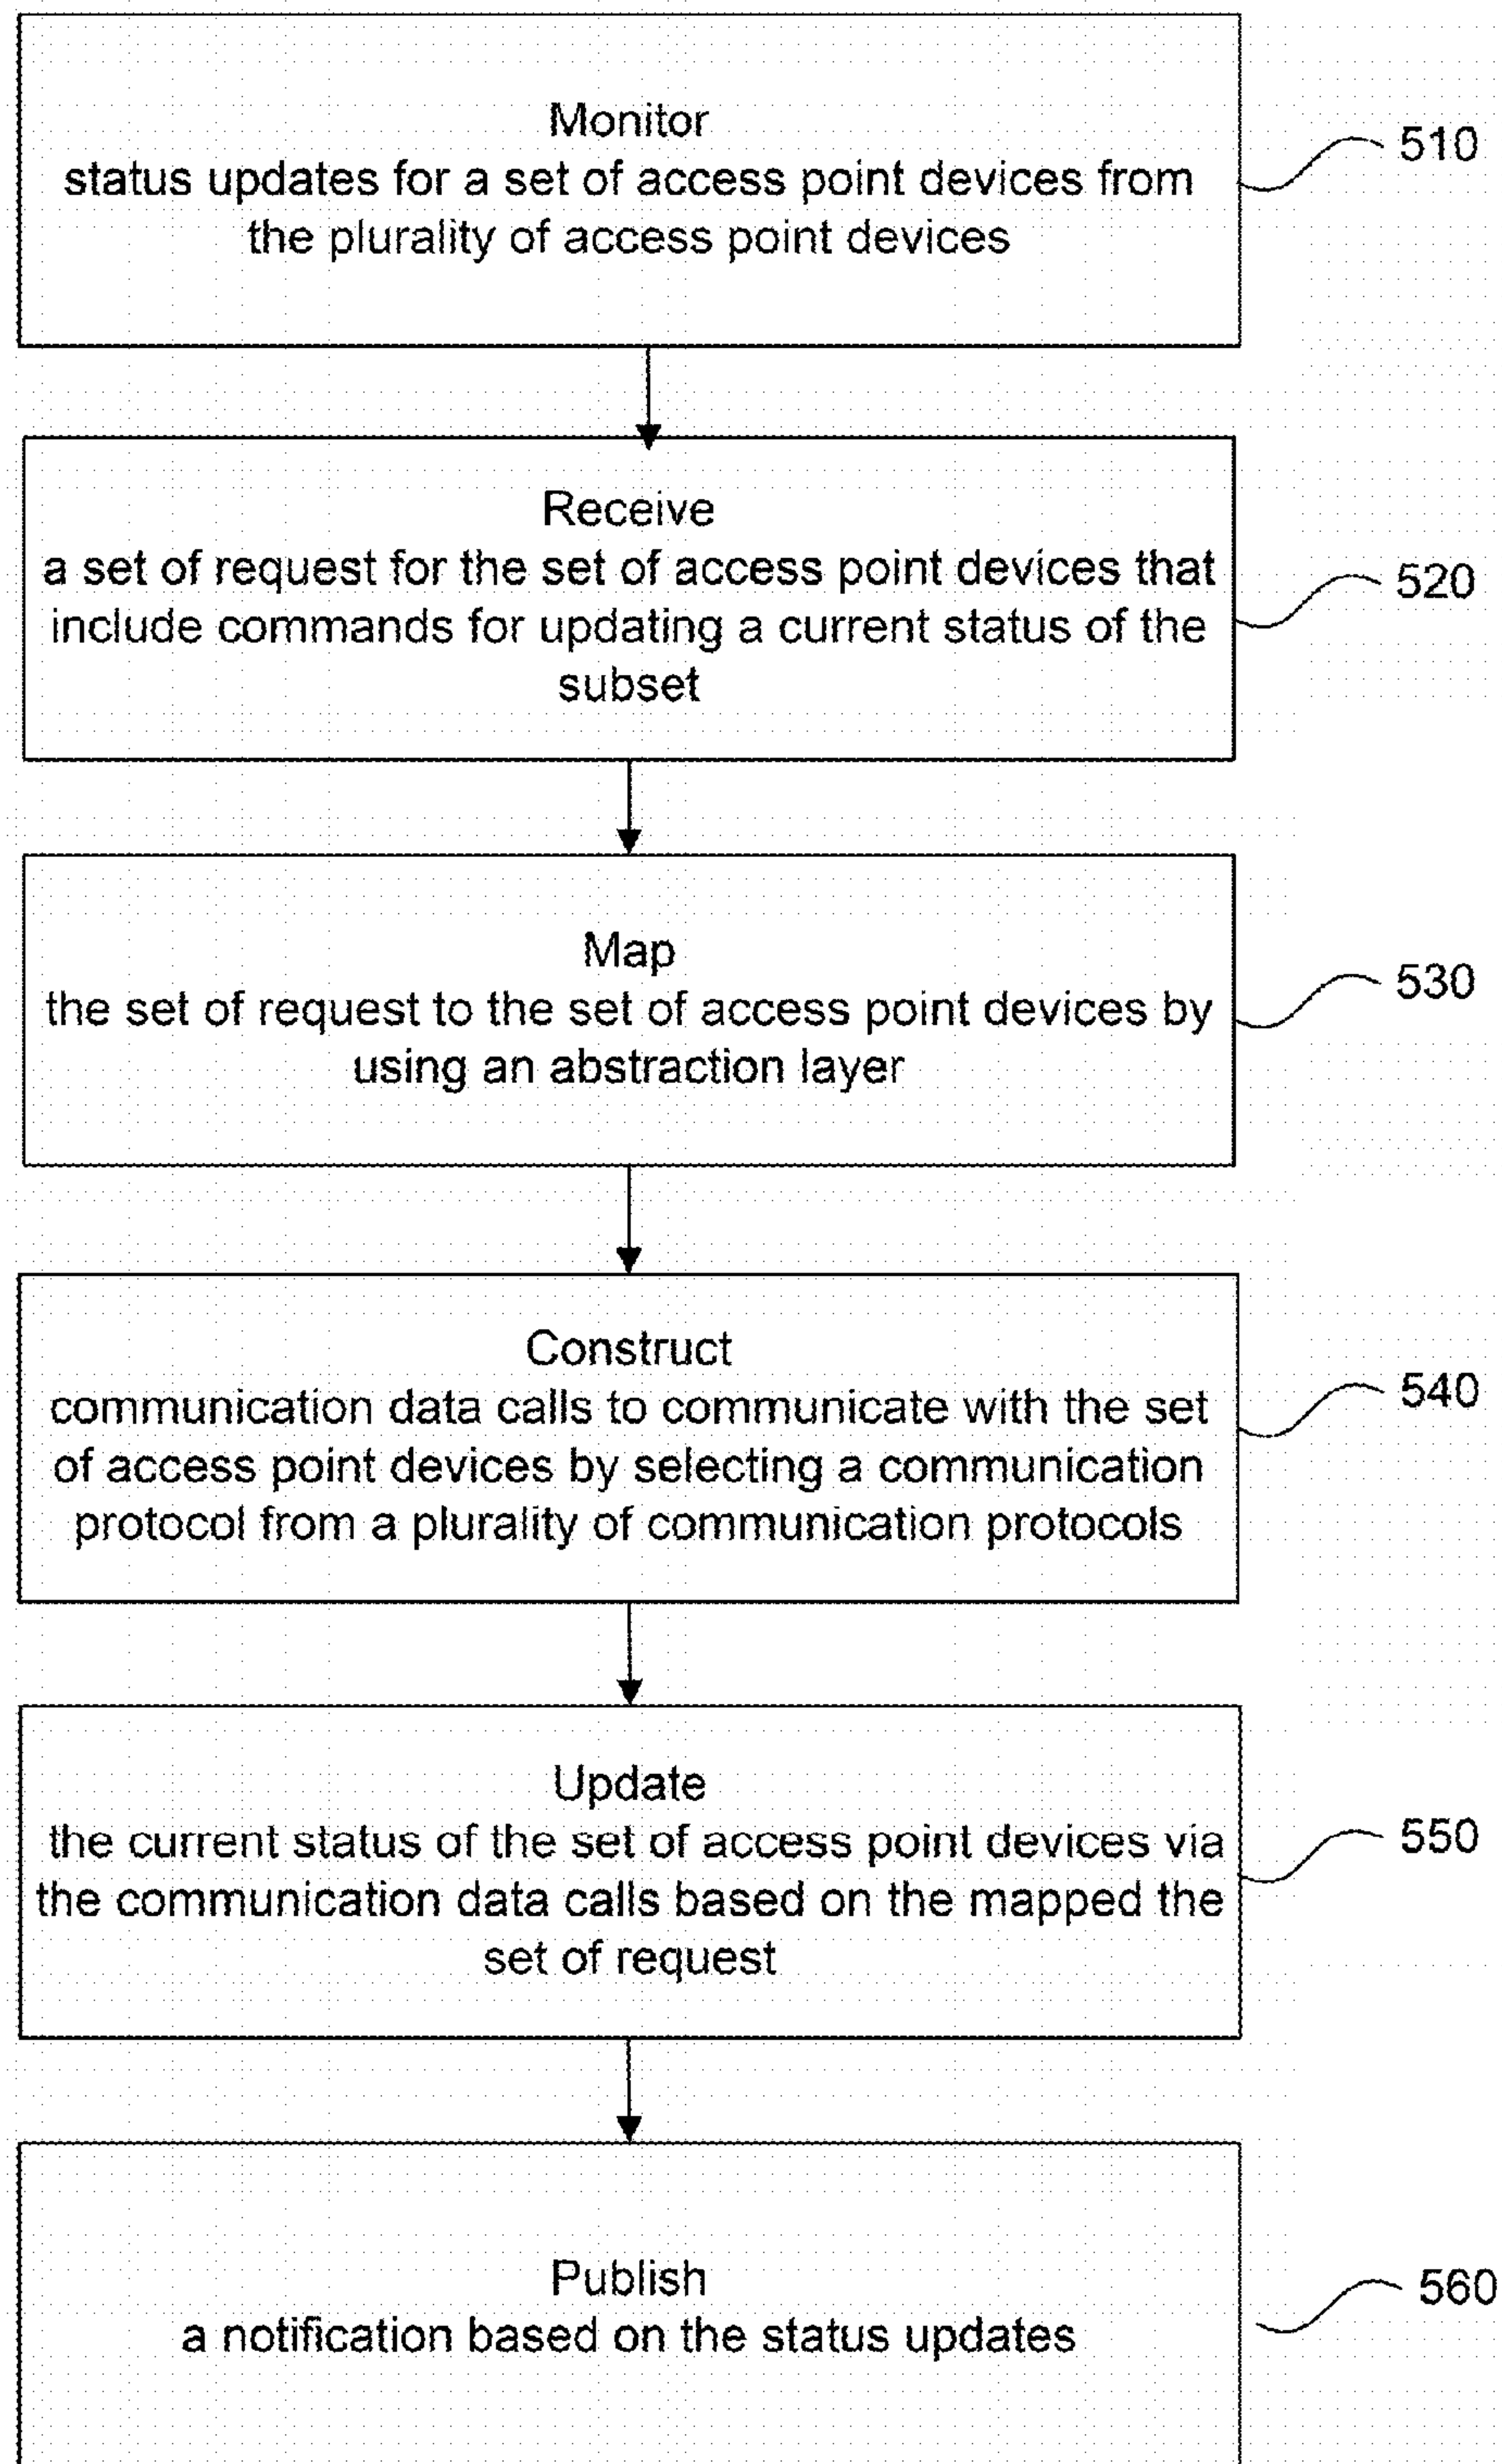 Monitor
status updates for a set of access point devices from
the plurality of access point devices
510
Receive
a set of request for the set of access point devices that
include commands for updating a current status of the
subset
520
Map
the set of request to the set of access point devices by
using an abstraction layer
530
Construct
communication data calls to communicate with the set
of access point devices by selecting a communication
protocol from a plurality of communication protocols
540
Update
the current status of the set of access point devices via
the communication data calls based on the mapped the
set of request
550
Publish
a notification based on the status updates
560